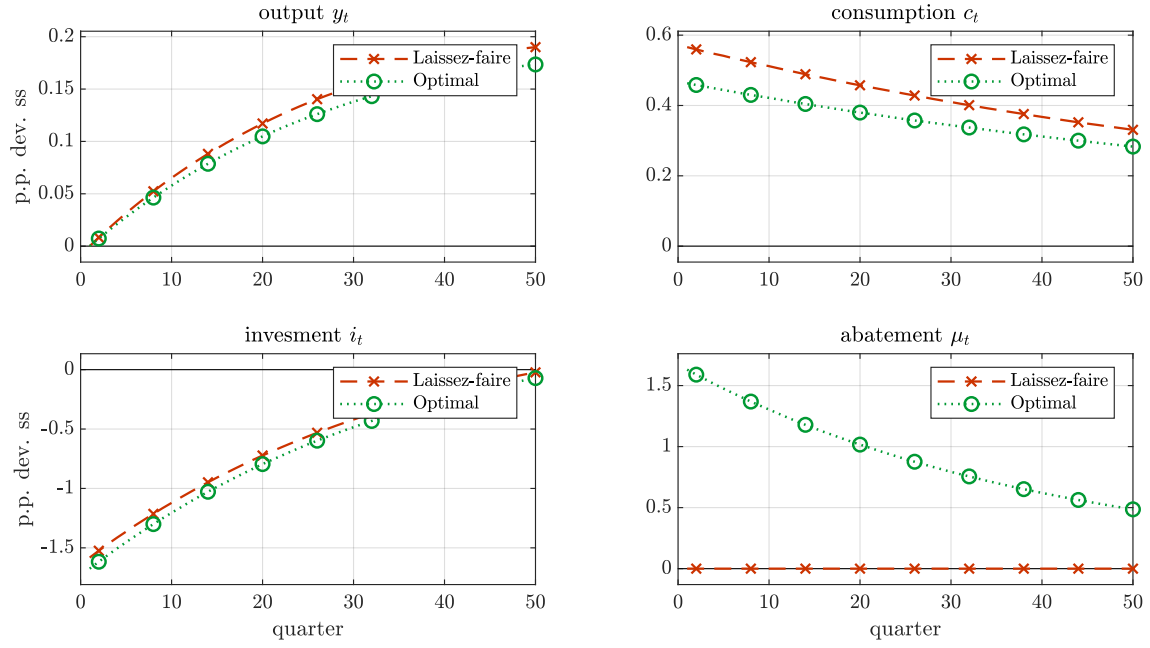 output y_t
p.p. dev. ss
0.2
0.15
0.1
0.05
0
0 10 20 30 40 50
Laissez-faire
Optimal
consumption c_t
0.6
0.4
0.2
0
0 10 20 30 40 50
Laissez-faire
Optimal
invesment i_t
p.p. dev. ss
0
-0.5
-1
-1.5
0 10 20 30 40 50
quarter
Laissez-faire
Optimal
abatement μ_t
1.5
1
0.5
0
0 10 20 30 40 50
quarter
Laissez-faire
Optimal